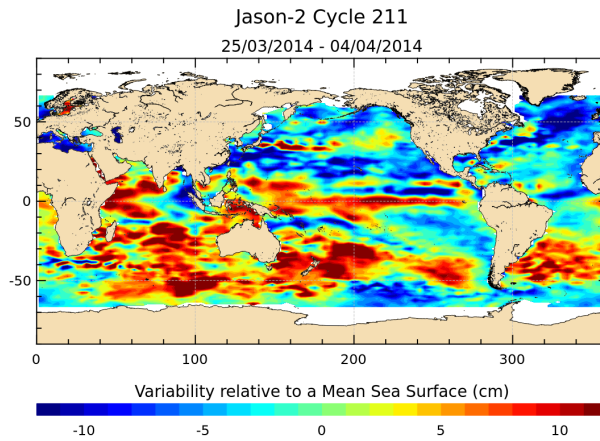 Jason-2 Cycle 211
25/03/2014 - 04/04/2014
50
0
-50
0 100 200 300
Variability relative to a Mean Sea Surface (cm)
-10 -5 0 5 10